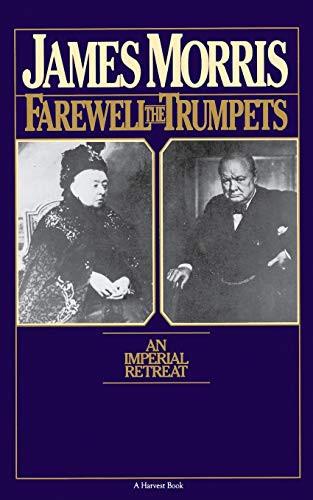 JAMES MORRIS
FAREWELL THE TRUMPETS
AN
IMPERIAL
RETREAT
A Harvest Book